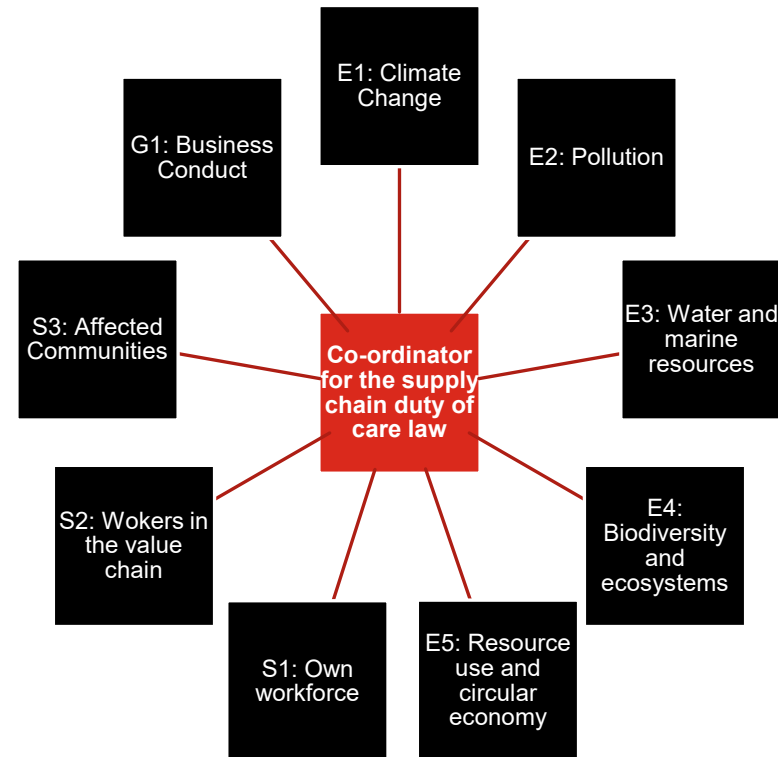 E1: Climate
Change
G1: Business
Conduct
E2: Pollution
S3: Affected
Communities
E3: Water and
marine
resources
Co-ordinator
for the supply
chain duty of
care law
S2: Wokers in
the value
chain
E4:
Biodiversity
and
ecosystems
S1: Own
workforce
E5: Resource
use and
circular
economy